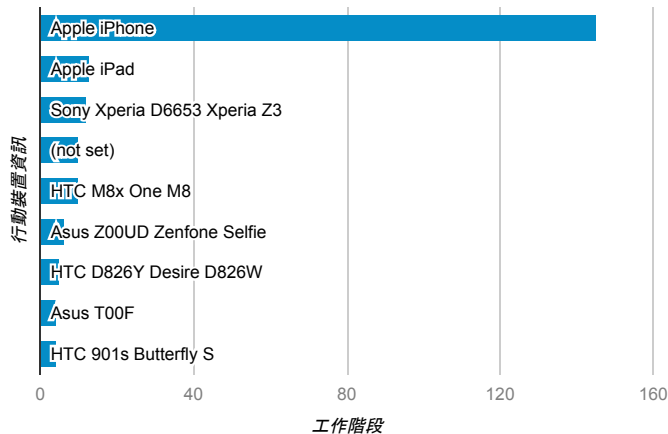 Apple iPhone
Apple iPad
Sony Xperia D6653 Xperia Z3
(not set)
HTC M8x One M8
Asus Z00UD Zenfone Selfie
HTC D826Y Desire D826W
Asus T00F
HTC 901s Butterfly S
行動裝置資訊
0 40 80 120 160
工作階段